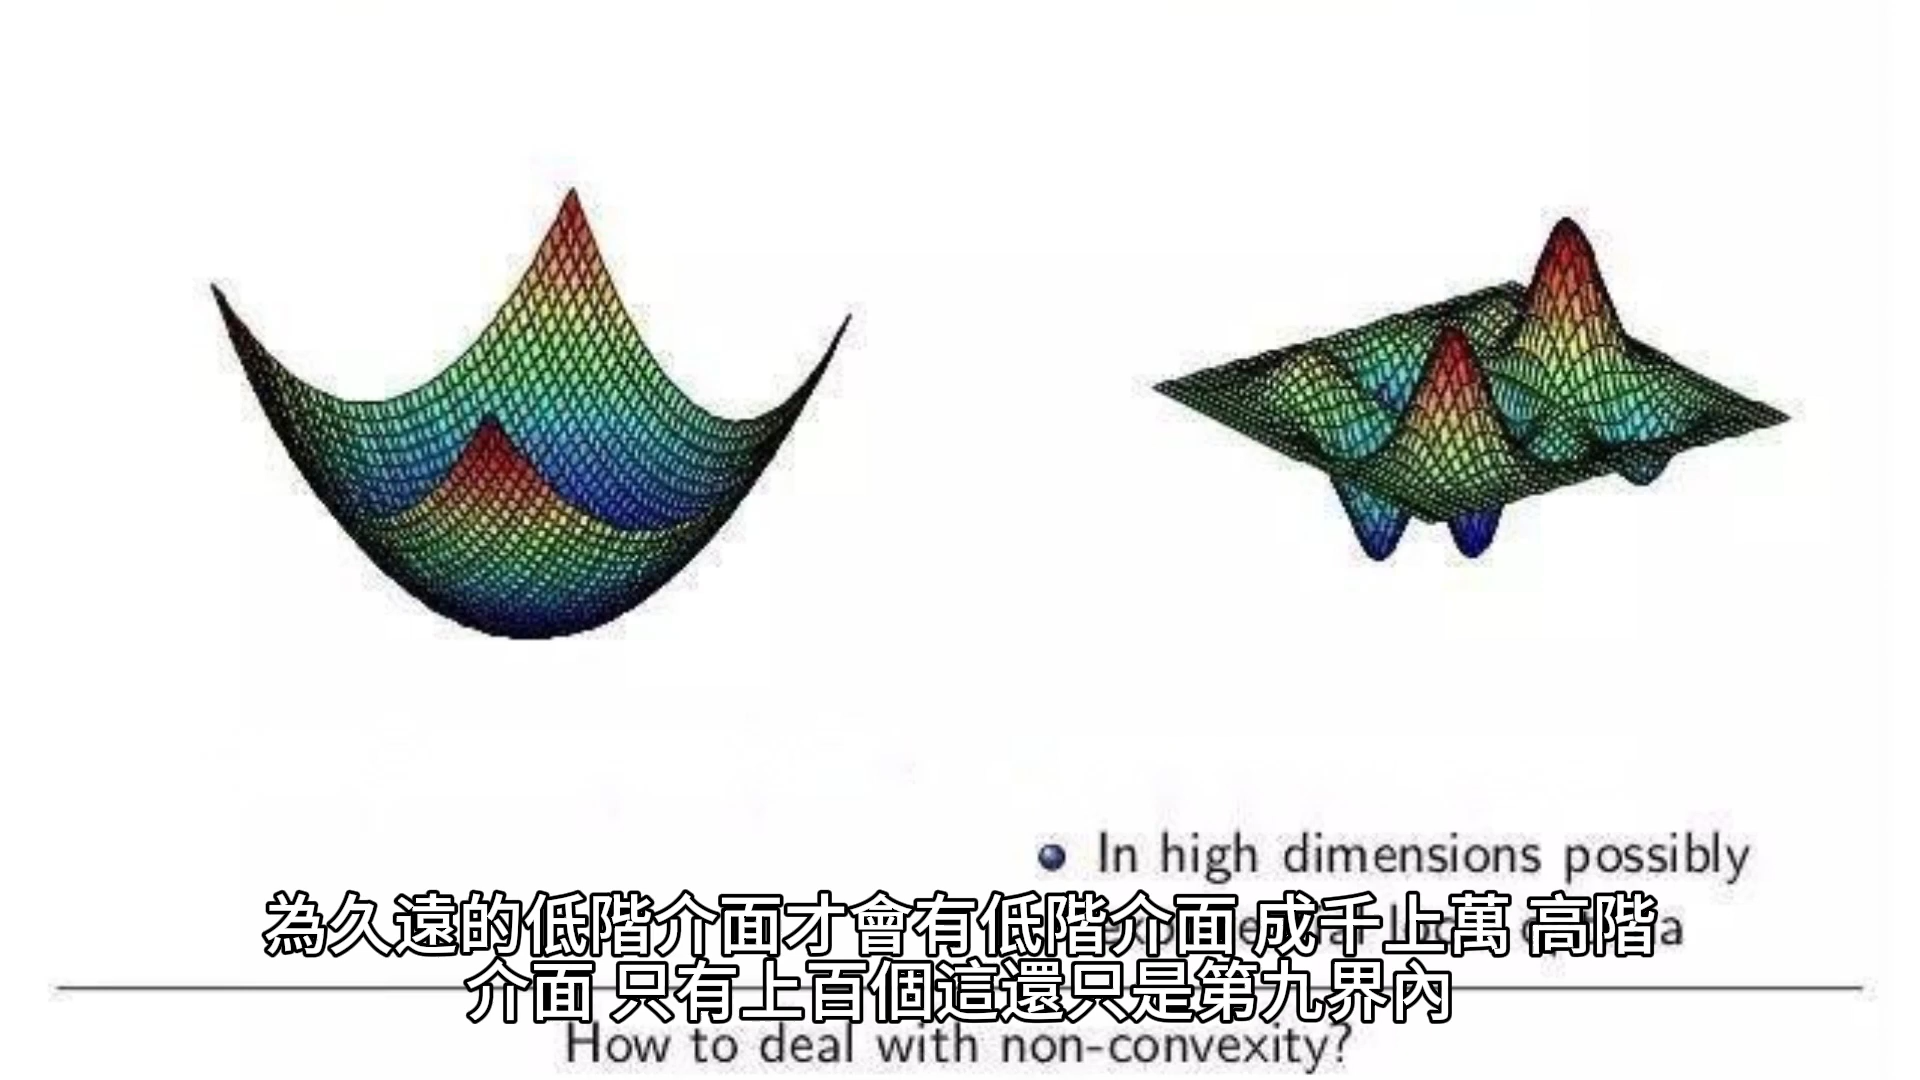 In high dimensions possibly
為久遠的低階介面才會有低階介面 成千上萬 高階
介面 只有上百個這還只是第九界內
How to deal with non-convexity?